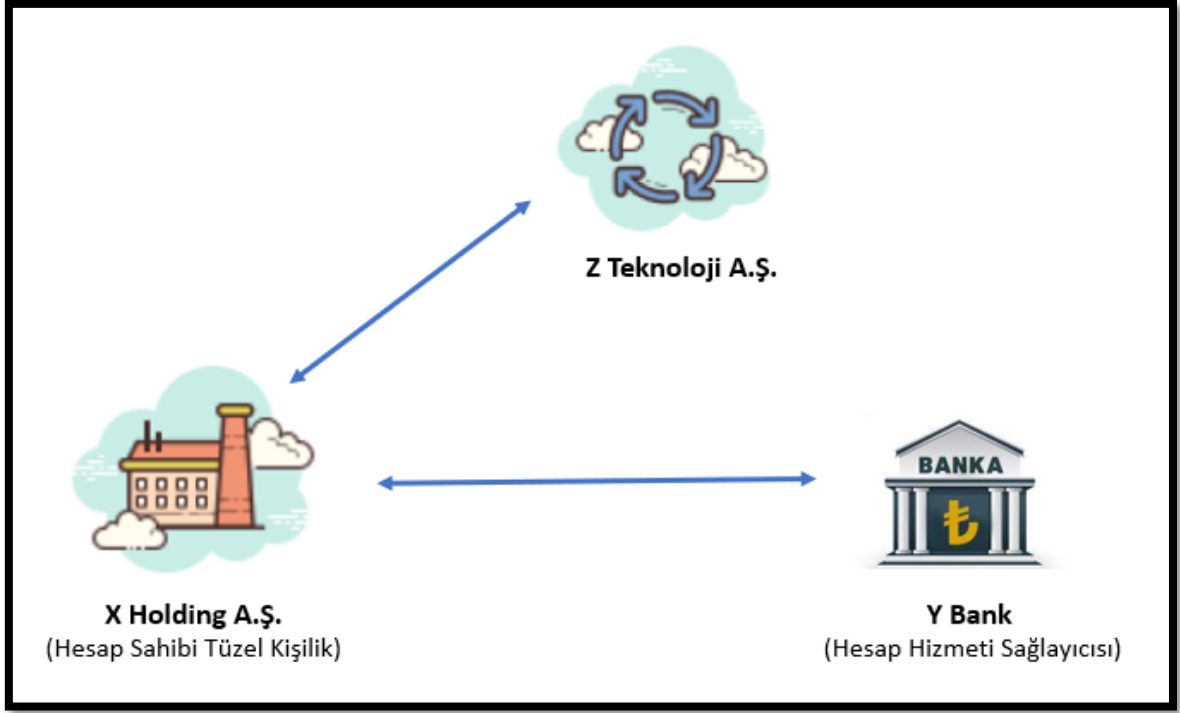 Z Teknoloji A.Ş.
BANKA
X Holding A.Ş.
(Hesap Sahibi Tüzel Kişilik)
Y Bank
(Hesap Hizmeti Sağlayıcısı)